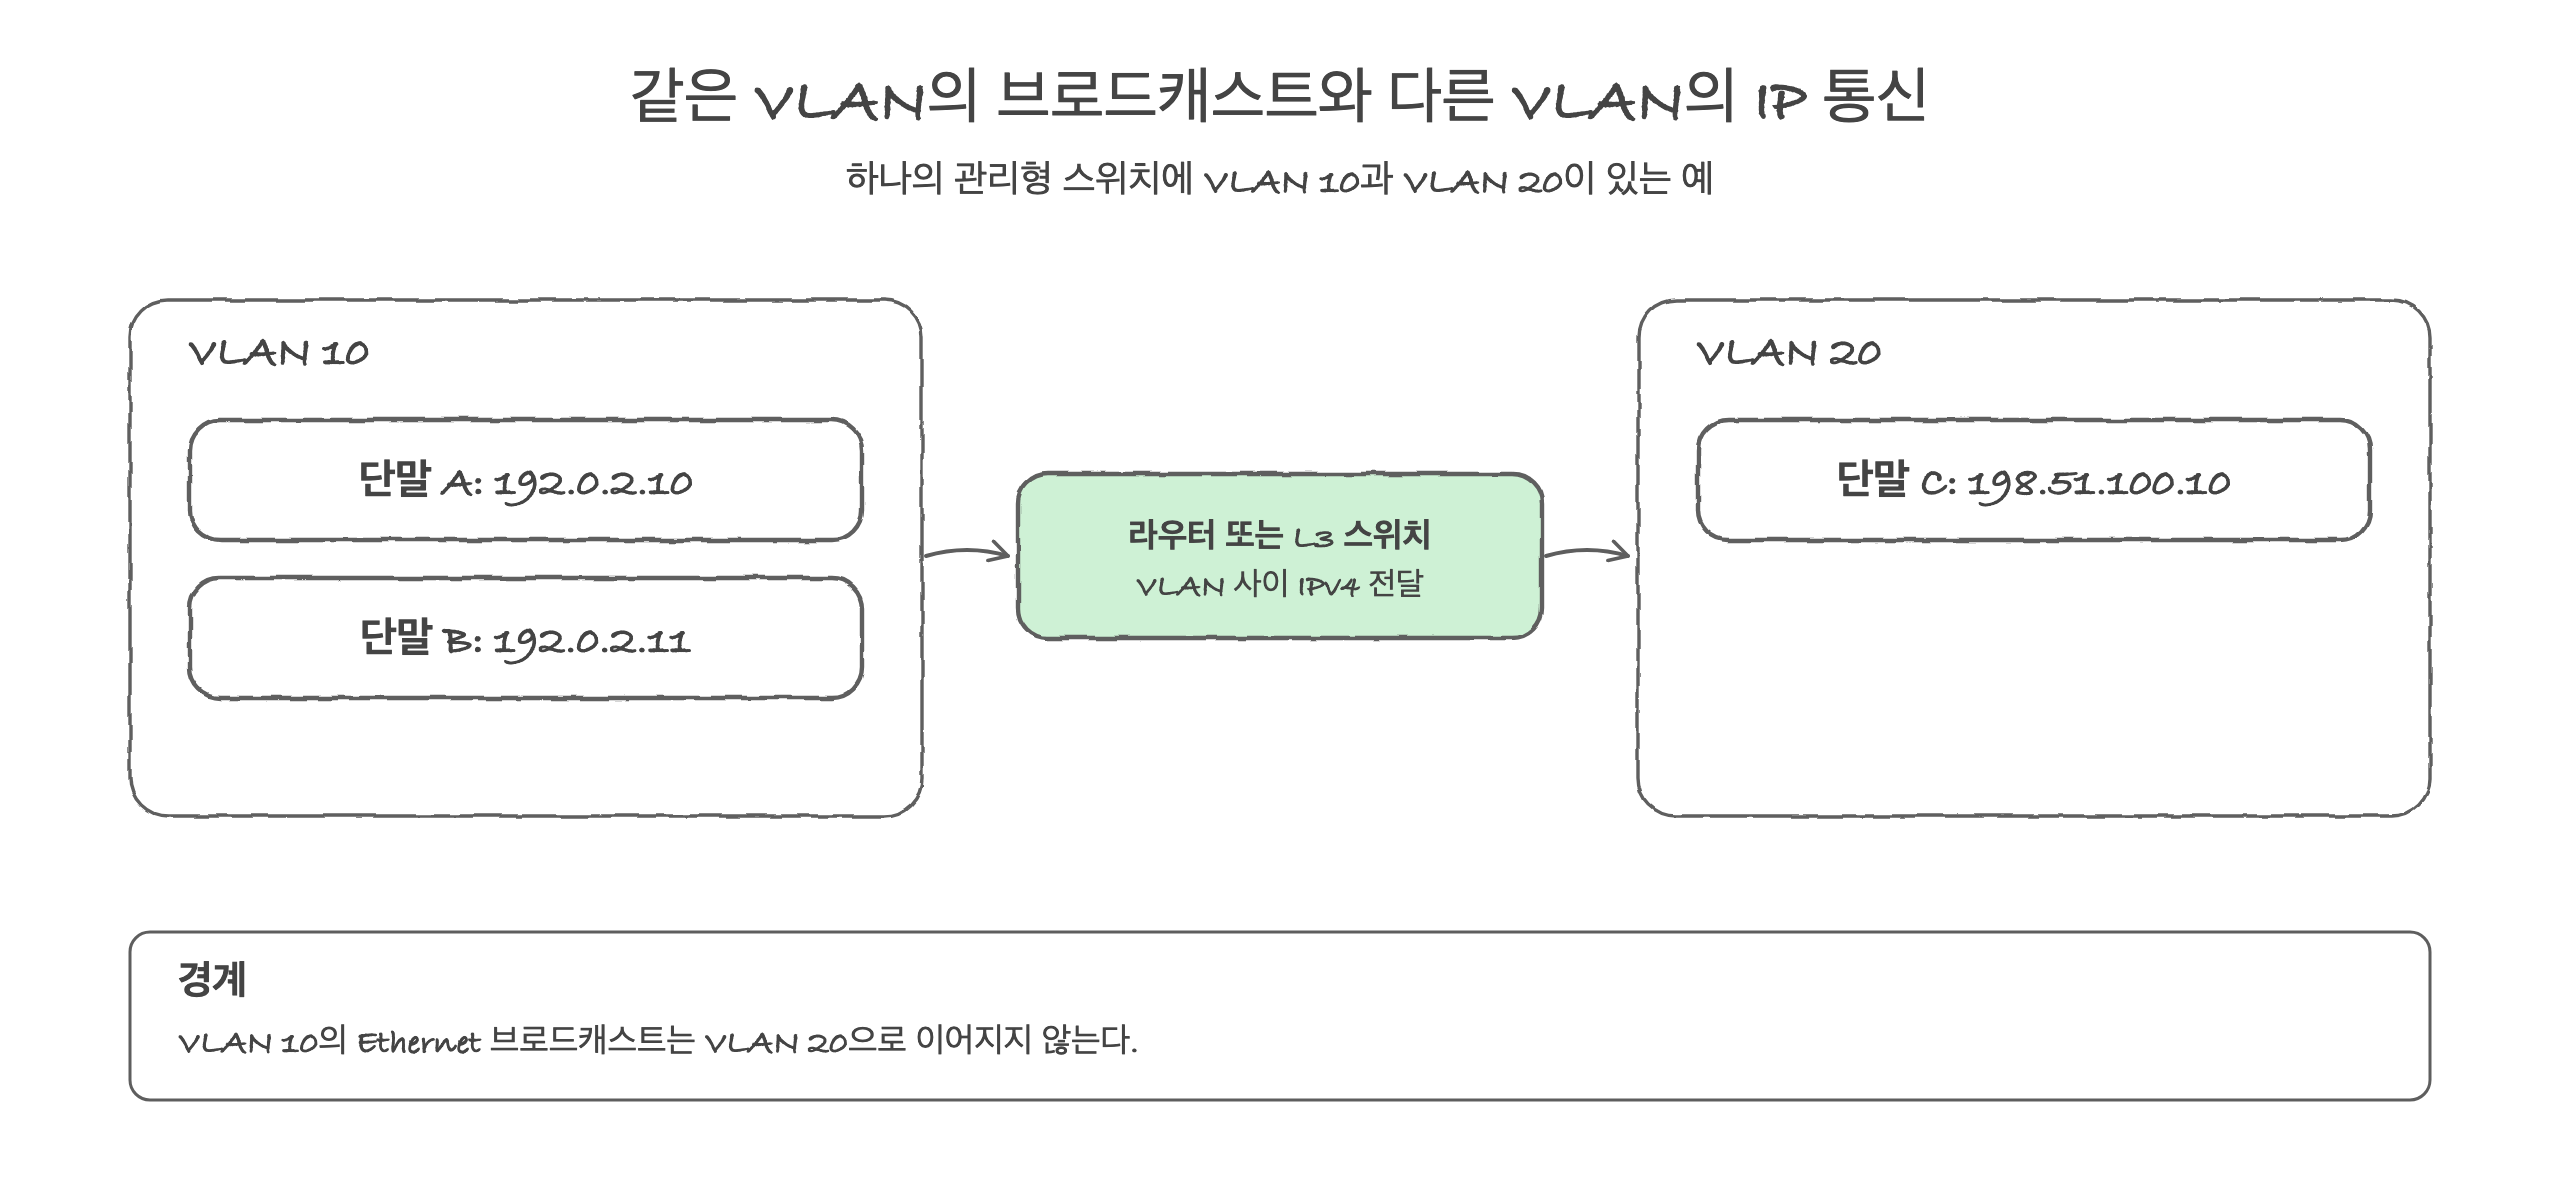 같은 VLAN의 브로드캐스트와 다른 VLAN의 IP 통신
하나의 관리형 스위치에 VLAN 10과 VLAN 20이 있는 예
VLAN 10
단말 A: 192.0.2.10
단말 B: 192.0.2.11
라우터 또는 L3 스위치
VLAN 사이 IPV4 전달
VLAN 20
단말 C: 198.51.100.10
경계
VLAN 10의 Ethernet 브로드캐스트는 VLAN 20으로 이어지지 않는다.